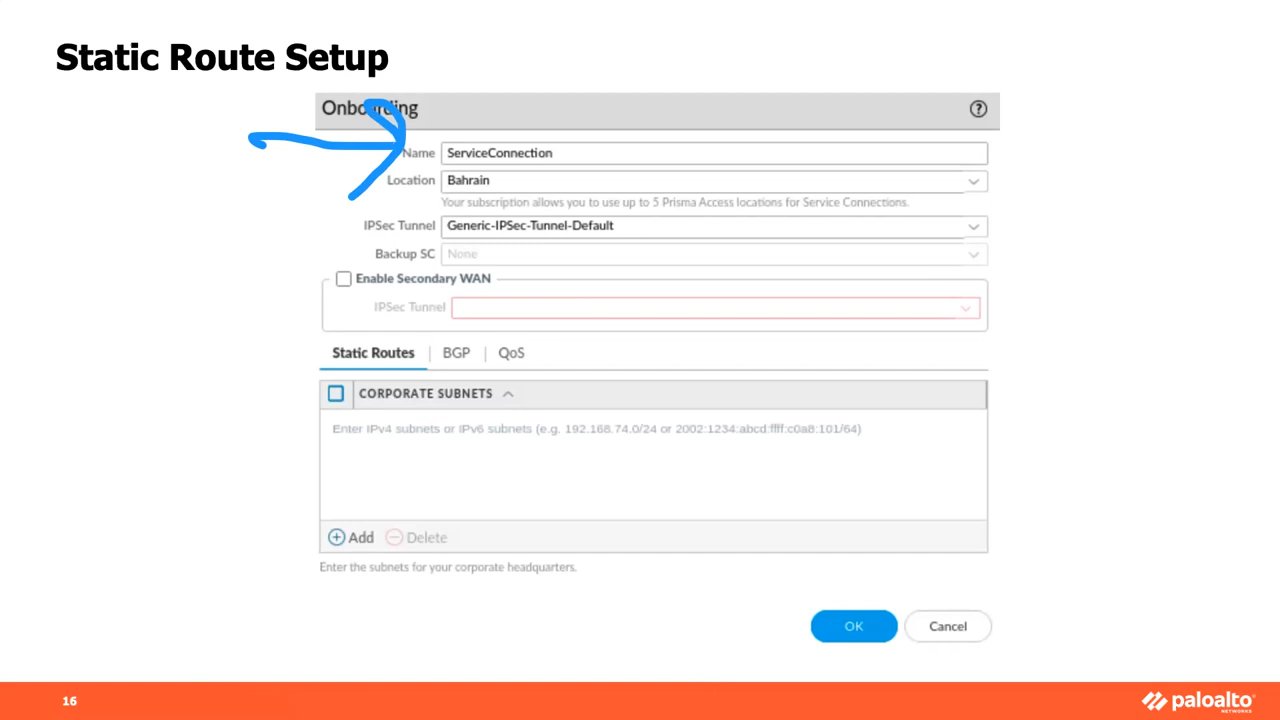 Static Route Setup
Onboarding
?
Name ServiceConnection
Location Bahrain
Your subscription allows you to use up to 5 Prisma Access locations for Service Connections.
IPSec Tunnel Generic-IPSec-Tunnel-Default
Backup SC None
Enable Secondary WAN
IPSec Tunnel
Static Routes | BGP | QoS
CORPORATE SUBNETS
Enter IPv4 subnets or IPv6 subnets (e.g. 192.168.74.0/24 or 2002:1234:abcd:ffff:c0a8:101/64)
Add Delete
Enter the subnets for your corporate headquarters.
OK Cancel
16
paloalto
NETWORKS